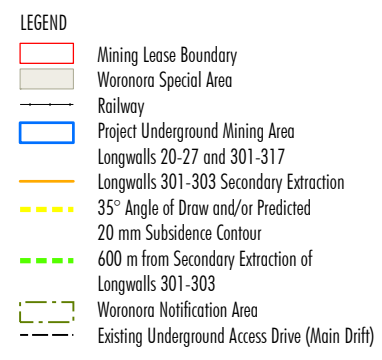 LEGEND
Mining Lease Boundary
Woronora Special Area
Railway
Project Underground Mining Area
Longwalls 20-27 and 301-317
Longwalls 301-303 Secondary Extraction
35° Angle of Draw and/or Predicted
20 mm Subsidence Contour
600 m from Secondary Extraction of
Longwalls 301-303
Woronora Notification Area
Existing Underground Access Drive (Main Drift)